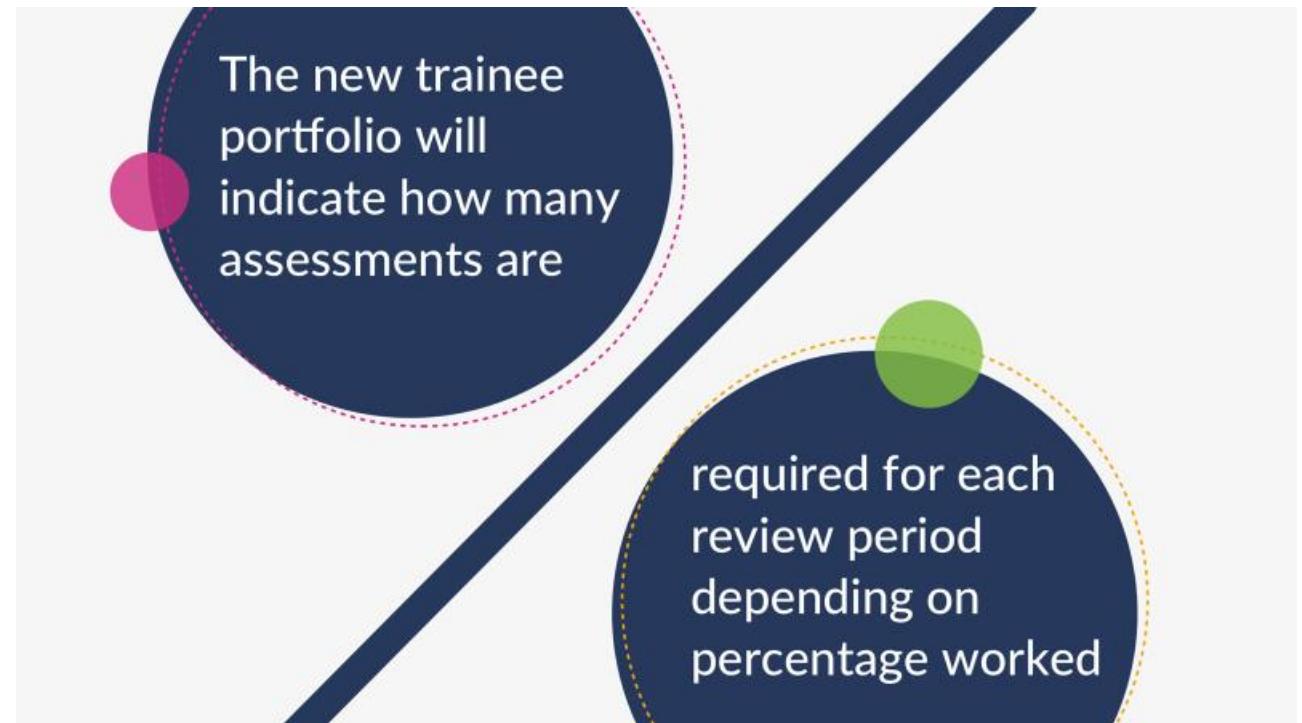 The new trainee
portfolio will
indicate how many
assessments are
required for each
review period
depending on
percentage worked